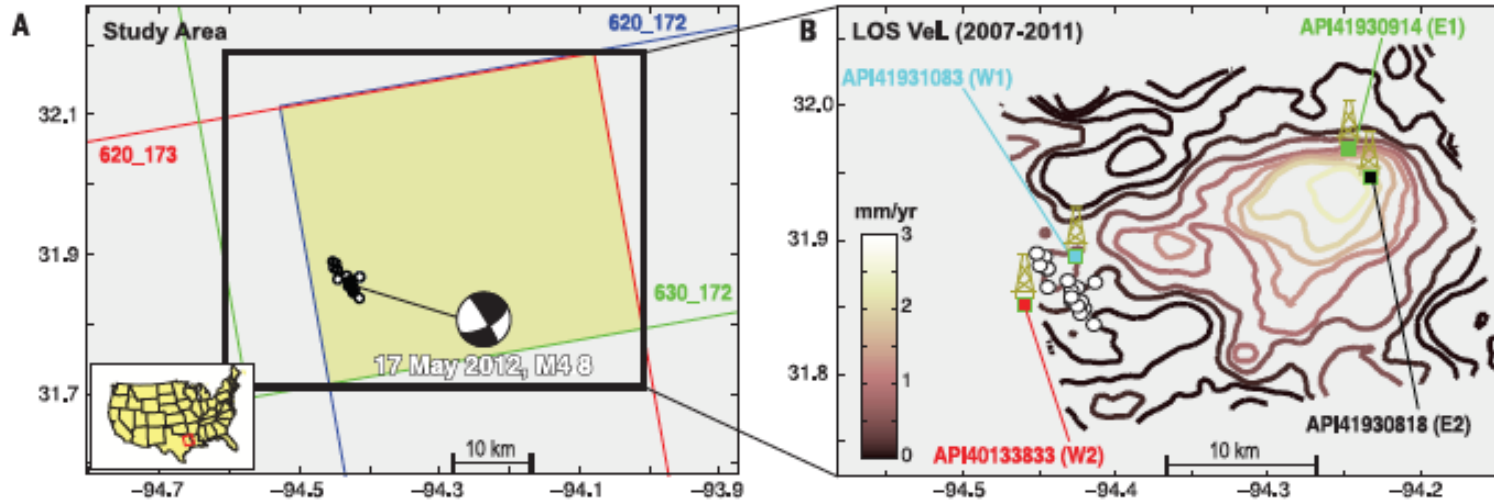 A
Study Area
620_172
32.1
620_173
31.9
630_172
17 May 2012, M4 8
31.7
10 km
−94.7
−94.5
−94.3
−94.1
−93.9
B
LOS VeL (2007-2011)
API41930914 (E1)
API41931083 (W1)
32.0
mm/yr
31.9
3
2
1
31.8
0
API41930818 (E2)
API40133833 (W2)
10 km
−94.5
−94.4
−94.3
−94.2